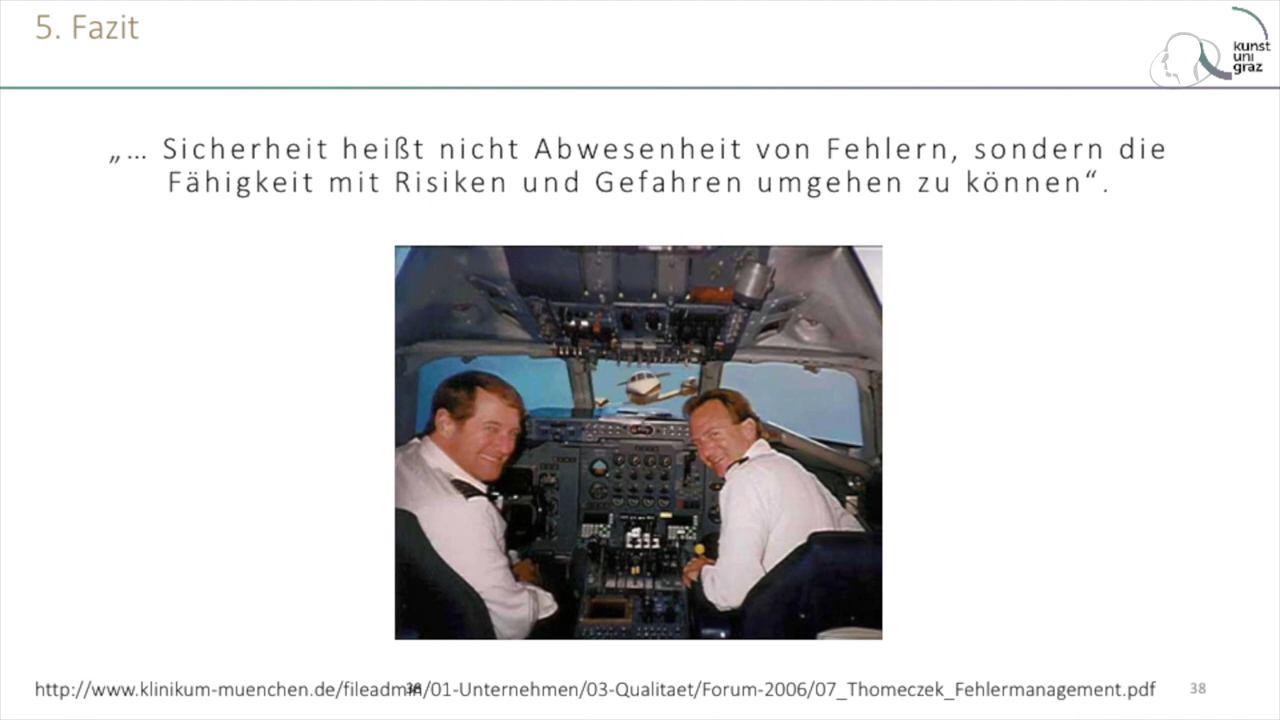 5. Fazit
kunst
uni
graz
„… Sicherheit heißt nicht Abwesenheit von Fehlern, sondern die
Fähigkeit mit Risiken und Gefahren umgehen zu können“.
http://www.klinikum-muenchen.de/fileadmin/01-Unternehmen/03-Qualitaet/Forum-2006/07_Thomeczek_Fehlermanagement.pdf
38
38